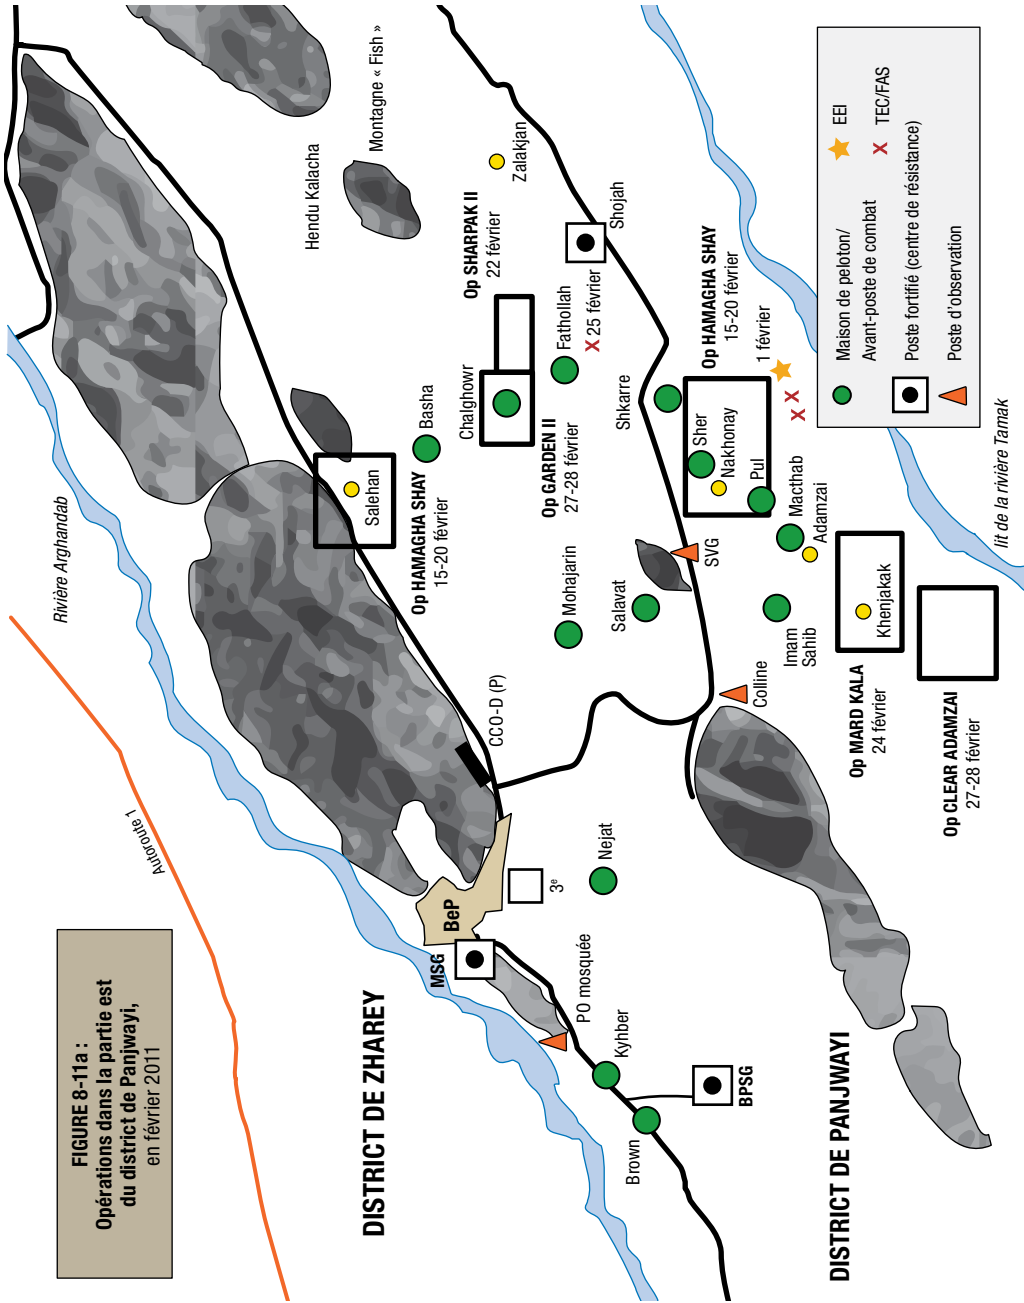 FIGURE 8-11a :
Opérations dans la partie est
du district de Panjwayi,
en février 2011
Rivière Arghandab
Autoroute 1
Hendu Kalacha
Montagne « Fish »
Zalakjan
Op SHARPAK II
22 février
Shojah
Fathollah
X 25 février
Chalghowr
Op GARDEN II
27-28 février
Basha
Salehan
Op HAMAGHA SHAY
15-20 février
Shkarre
Op HAMAGHA SHAY
15-20 février
1 février
X X
Sher
Nakhonay
Pul
Macthab
Adamzai
Mohajarin
Salavat
SVG
Imam
Sahib
Khenjakak
Colline
Op MARD KALA
24 février
Op CLEAR ADAMZAI
27-28 février
CCO-D (P)
BeP
3e
Nejat
MSG
PO mosquée
Kyhber
Brown
BPSG
DISTRICT DE ZHAREY
DISTRICT DE PANJWAYI
lit de la rivière Tarnak
Maison de peloton/
Avant-poste de combat
EEI
Poste fortifié (centre de résistance)
X TEC/FAS
Poste d'observation